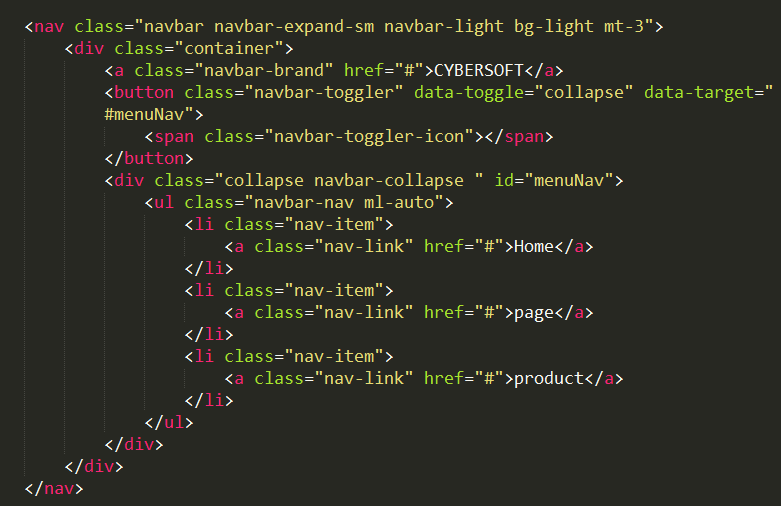 <nav class="navbar navbar-expand-sm navbar-light bg-light mt-3">
<div class="container">
<a class="navbar-brand" href="#">CYBERSOFT</a>
<button class="navbar-toggler" data-toggle="collapse" data-target="
#menuNav">
<span class="navbar-toggler-icon"></span>
</button>
<div class="collapse navbar-collapse " id="menuNav">
<ul class="navbar-nav ml-auto">
<li class="nav-item">
<a class="nav-link" href="#">Home</a>
</li>
<li class="nav-item">
<a class="nav-link" href="#">page</a>
</li>
<li class="nav-item">
<a class="nav-link" href="#">product</a>
</li>
</ul>
</div>
</div>
</nav>